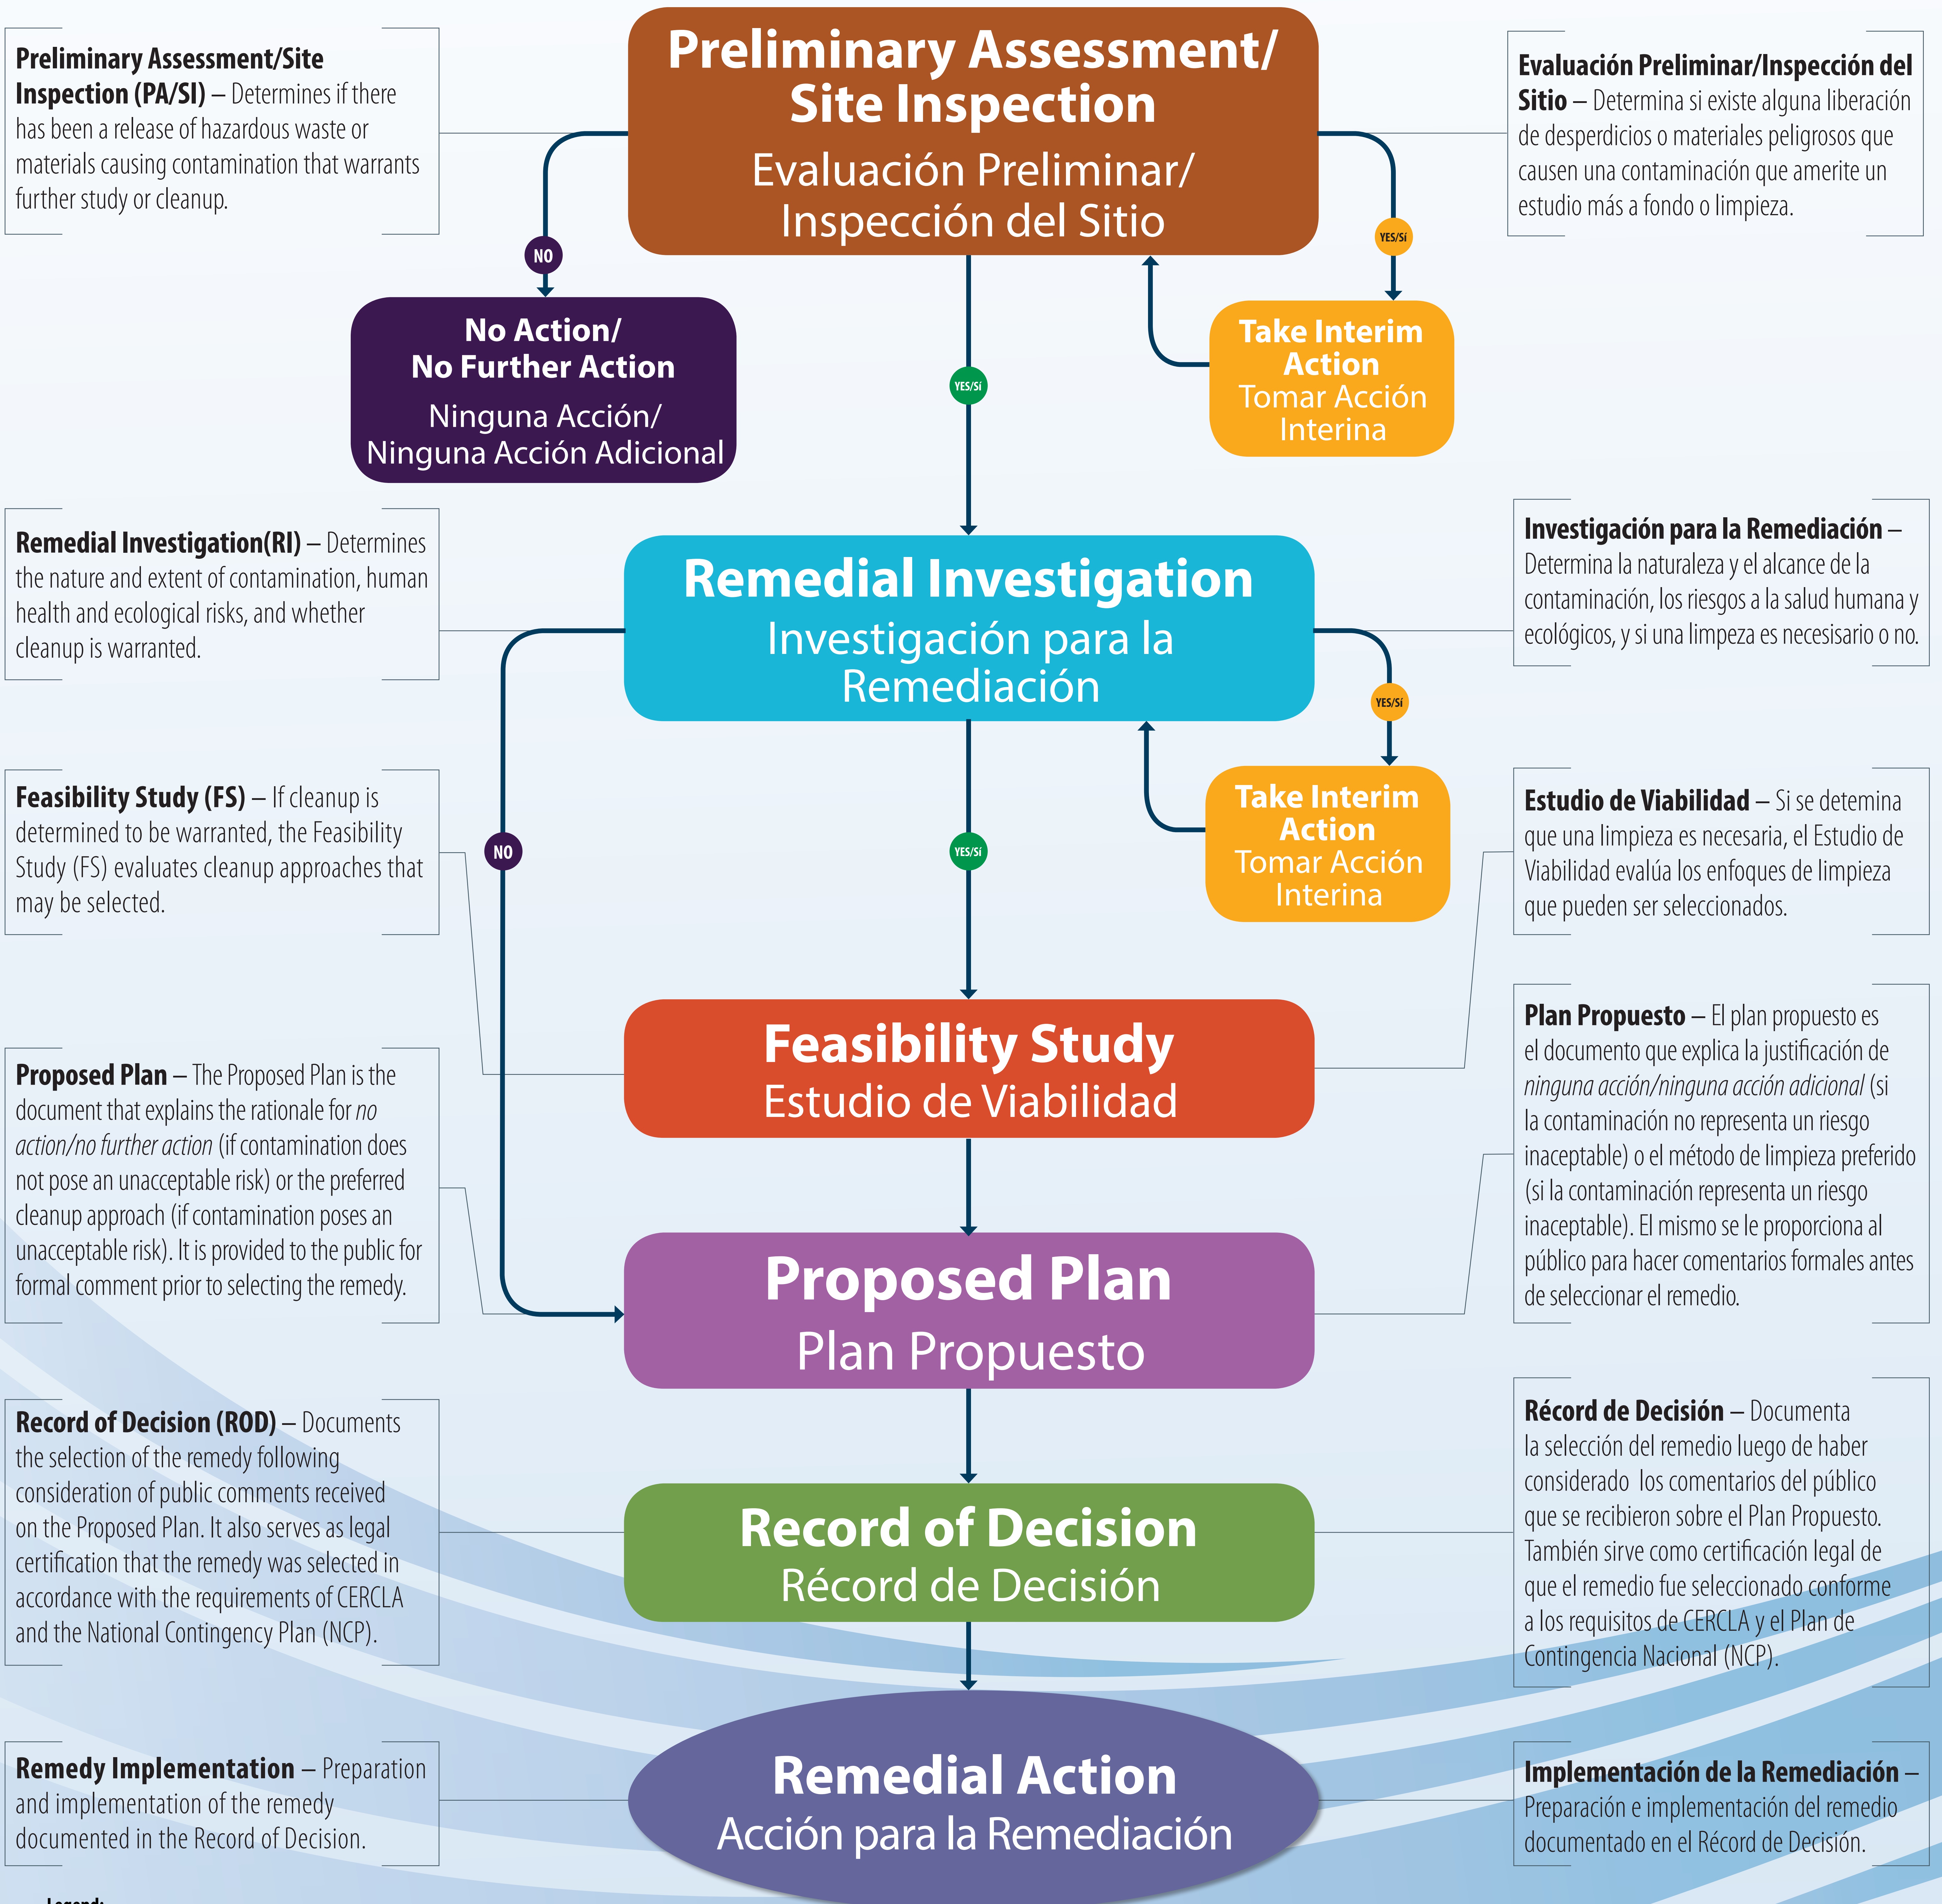 Preliminary Assessment/
Site Inspection
Evaluación Preliminar/
Inspección del Sitio
Preliminary Assessment/Site
Inspection (PA/SI) – Determines if there
has been a release of hazardous waste or
materials causing contamination that warrants
further study or cleanup.
Evaluación Preliminar/Inspección del
Sitio – Determina si existe alguna liberación
de desperdicios o materiales peligrosos que
causen una contaminación que amerite un
estudio más a fondo o limpieza.
NO
YES/Sí
YES/Sí
No Action/
No Further Action
Ninguna Acción/
Ninguna Acción Adicional
Take Interim
Action
Tomar Acción
Interina
Remedial Investigation(RI) – Determines
the nature and extent of contamination, human
health and ecological risks, and whether
cleanup is warranted.
Remedial Investigation
Investigación para la
Remediación
Investigación para la Remediación –
Determina la naturaleza y el alcance de la
contaminación, los riesgos a la salud humana y
ecológicos, y si una limpeza es necesisario o no.
YES/Sí
NO
YES/Sí
Take Interim
Action
Tomar Acción
Interina
Feasibility Study (FS) – If cleanup is
determined to be warranted, the Feasibility
Study (FS) evaluates cleanup approaches that
may be selected.
Estudio de Viabilidad – Si se detemina
que una limpieza es necesaria, el Estudio de
Viabilidad evalúa los enfoques de limpieza
que pueden ser seleccionados.
Feasibility Study
Estudio de Viabilidad
Proposed Plan – The Proposed Plan is the
document that explains the rationale for no
action/no further action (if contamination does
not pose an unacceptable risk) or the preferred
cleanup approach (if contamination poses an
unacceptable risk). It is provided to the public for
formal comment prior to selecting the remedy.
Plan Propuesto – El plan propuesto es
el documento que explica la justificación de
ninguna acción/ninguna acción adicional (si
la contaminación no representa un riesgo
inaceptable) o el método de limpieza preferido
(si la contaminación representa un riesgo
inaceptable). El mismo se le proporciona al
público para hacer comentarios formales antes
de seleccionar el remedio.
Proposed Plan
Plan Propuesto
Record of Decision (ROD) – Documents
the selection of the remedy following
consideration of public comments received
on the Proposed Plan. It also serves as legal
certification that the remedy was selected in
accordance with the requirements of CERCLA
and the National Contingency Plan (NCP).
Record of Decision
Récord de Decisión
Récord de Decisión – Documenta
la selección del remedio luego de haber
considerado los comentarios del público
que se recibieron sobre el Plan Propuesto.
También sirve como certificación legal de
que el remedio fue seleccionado conforme
a los requisitos de CERCLA y el Plan de
Contingencia Nacional (NCP).
Remedy Implementation – Preparation
and implementation of the remedy
documented in the Record of Decision.
Remedial Action
Acción para la Remediación
Implementación de la Remediación –
Preparación e implementación del remedio
documentado en el Récord de Decisión.
Legend: